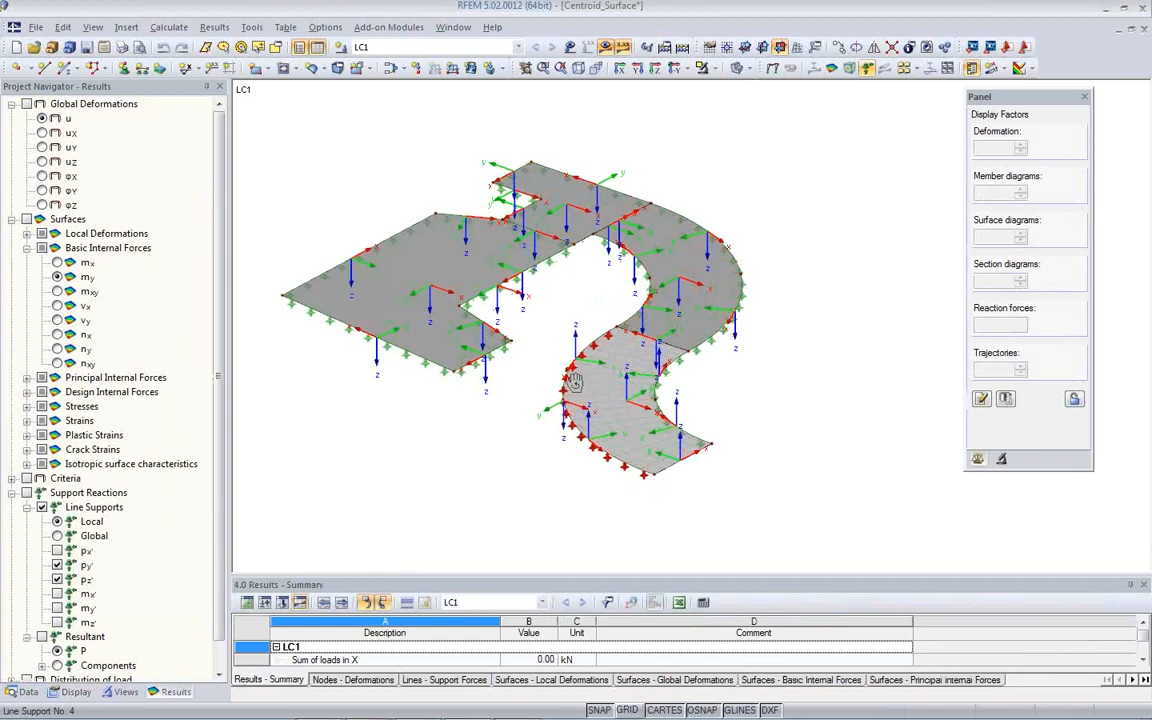 RFEM 5.02.0012 (64bit) - [Centroid_Surface*]
File Edit View Insert Calculate Results Tools Options Table Add-on Modules Window Help
LC1
Project Navigator - Results
Global Deformations
u
uX
uY
uZ
φX
φY
φZ
Surfaces
Local Deformations
Basic Internal Forces
mx
my
mxy
vx
vy
nx
ny
nxy
Principal Internal Forces
Design Internal Forces
Stresses
Strains
Plastic Strains
Crack Strains
Isotropic surface characteristics
Criteria
Support Reactions
Line Supports
Local
Global
px'
py'
pz'
mx'
my'
mz'
Resultant
P
Components
Distribution of load
Data Display Views Results
LC1
Panel
Display Factors
Deformation:
Member diagrams:
Surface diagrams:
Section diagrams:
Reaction forces:
Trajectories:
4.0 Results - Summary
LC1
A B C D
Description Value Unit Comment
LC1
Sum of loads in X 0.00 kN
Results - Summary Nodes - Deformations Lines - Support Forces Surfaces - Local Deformations Surfaces - Global Deformations Surfaces - Basic Internal Forces Surfaces - Principal Internal Forces
Line Support No. 4
SNAP GRID CARTES OSNAP GLINES DXF